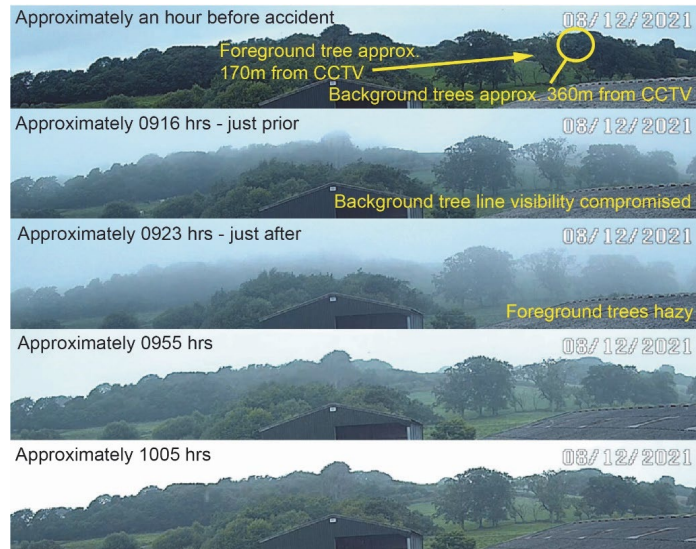 Approximately an hour before accident
08/12/2021
Foreground tree approx.
170m from CCTV
Background trees approx. 360m from CCTV
Approximately 0916 hrs - just prior
08/12/2021
Background tree line visibility compromised
Approximately 0923 hrs - just after
08/12/2021
Foreground trees hazy
Approximately 0955 hrs
08/12/2021
Approximately 1005 hrs
08/12/2021